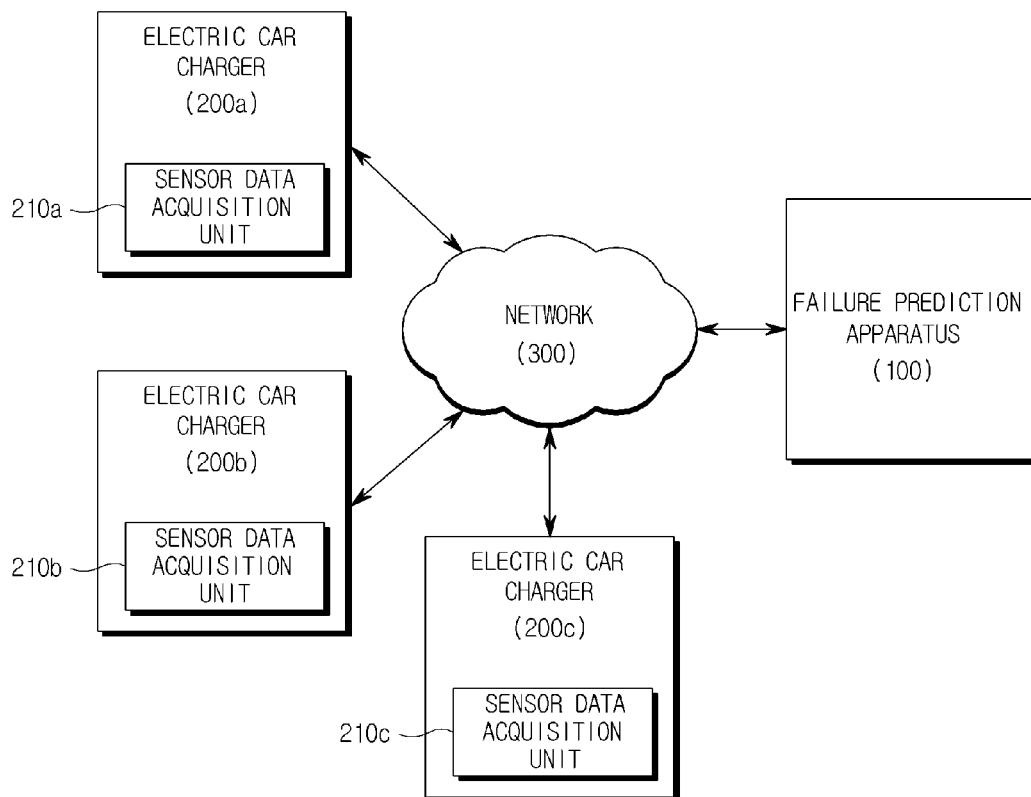 ELECTRIC CAR
CHARGER
(200a)
210a
SENSOR DATA
ACQUISITION
UNIT
NETWORK
(300)
FAILURE PREDICTION
APPARATUS
(100)
ELECTRIC CAR
CHARGER
(200b)
210b
SENSOR DATA
ACQUISITION
UNIT
ELECTRIC CAR
CHARGER
(200c)
210c
SENSOR DATA
ACQUISITION
UNIT